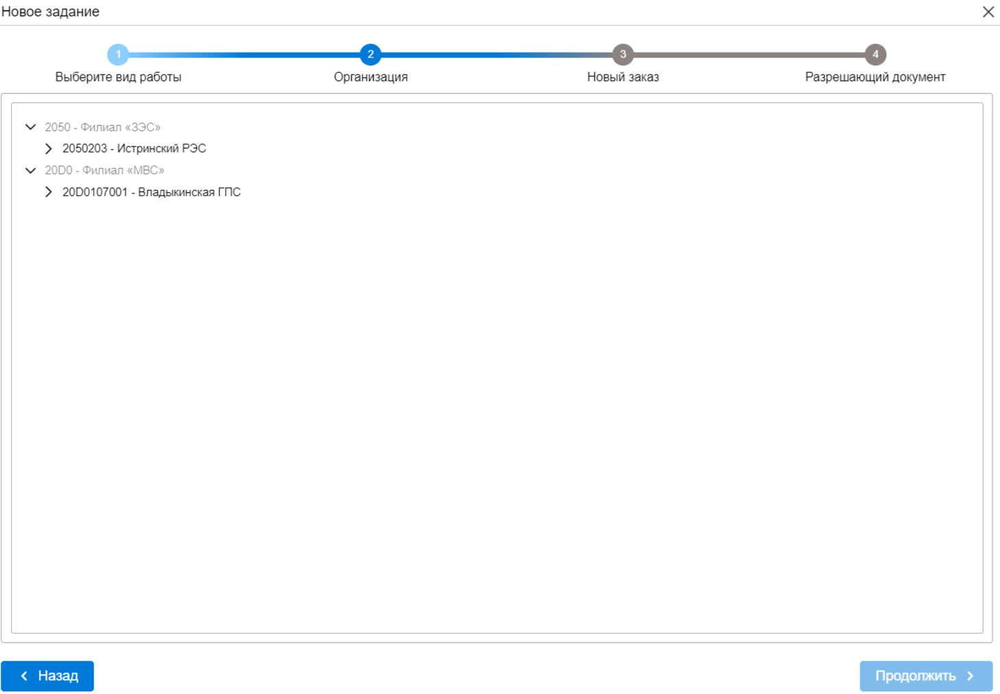 Новое задание
1
2
3
4
Выберите вид работы
Организация
Новый заказ
Разрешающий документ
2050 - Филиал «ЗЭС»
2050203 - Истринский РЭС
20D0 - Филиал «МВС»
20D0107001 - Владыкинская ГПС
Назад
Продолжить